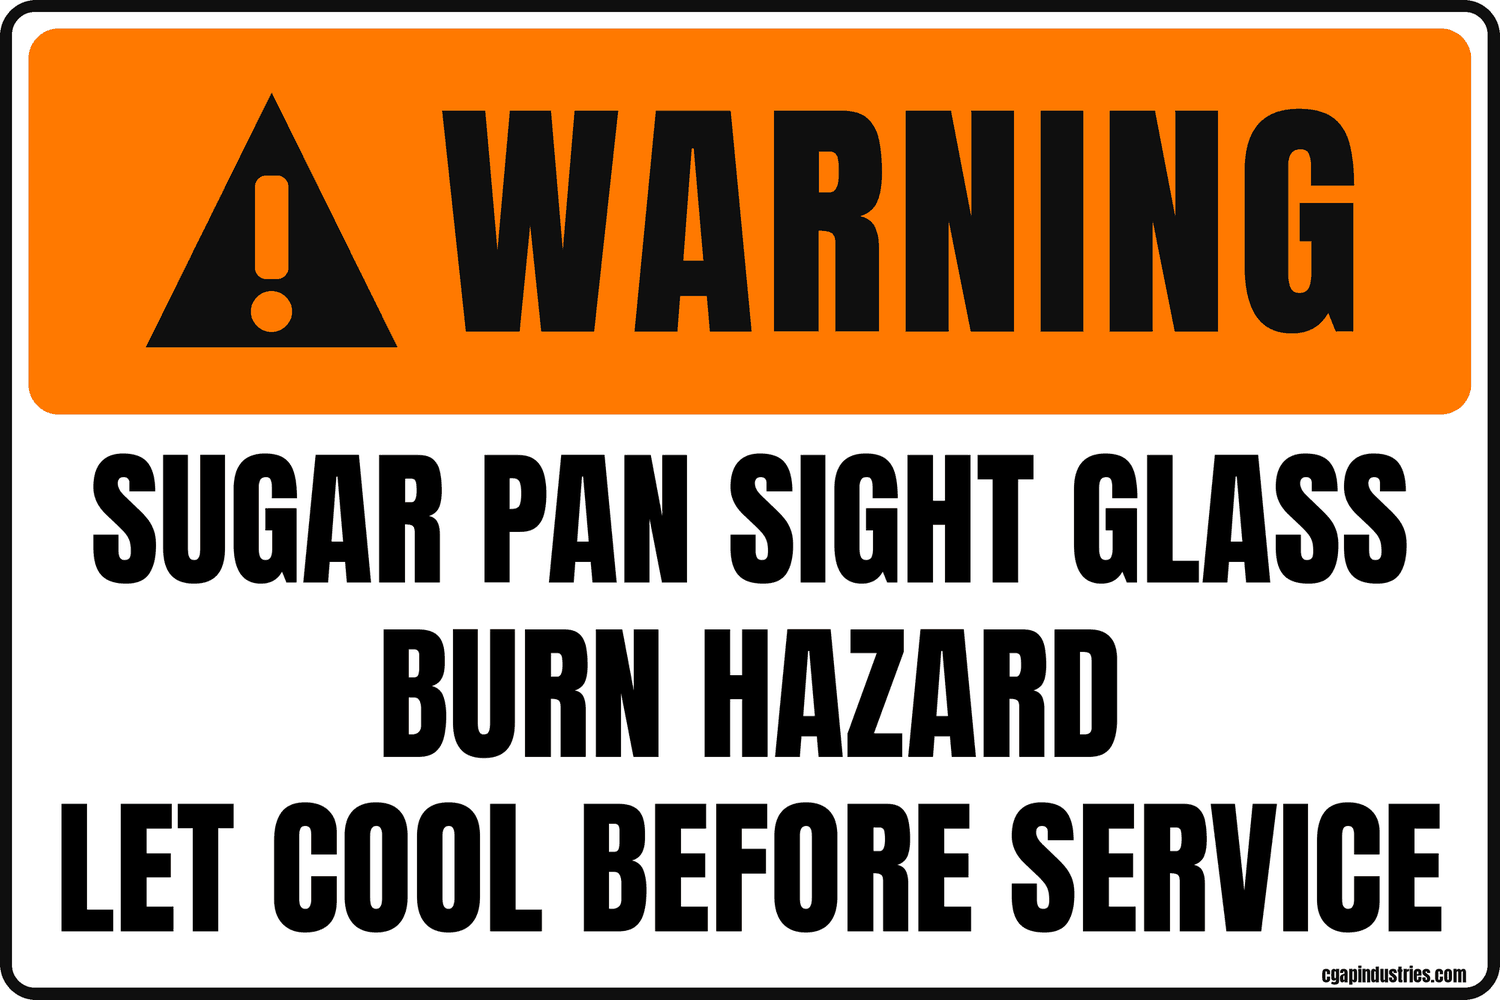 WARNING
SUGAR PAN SIGHT GLASS
BURN HAZARD
LET COOL BEFORE SERVICE
cgapindustries.com